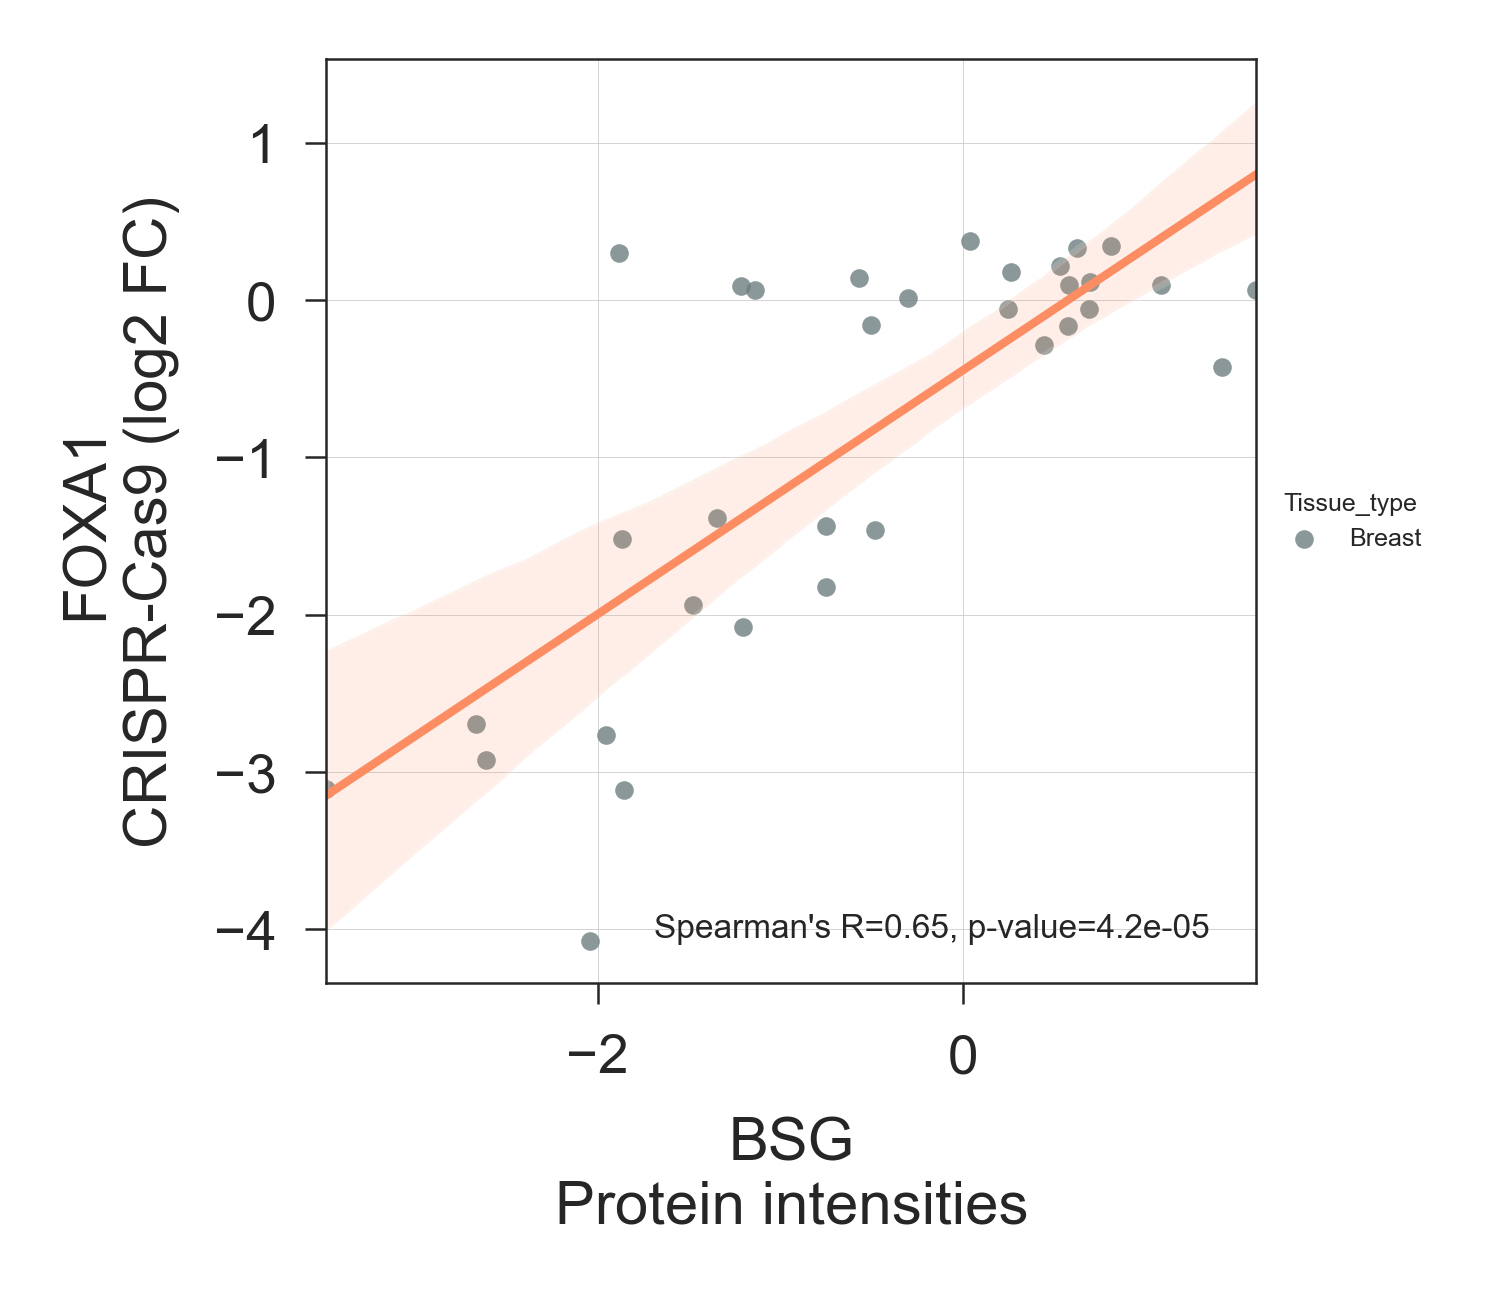 FOXA1
CRISPR-Cas9 (log2 FC)
1
0
−1
−2
−3
−4
Spearman's R=0.65, p-value=4.2e-05
−2
0
BSG
Protein intensities
Tissue_type
Breast